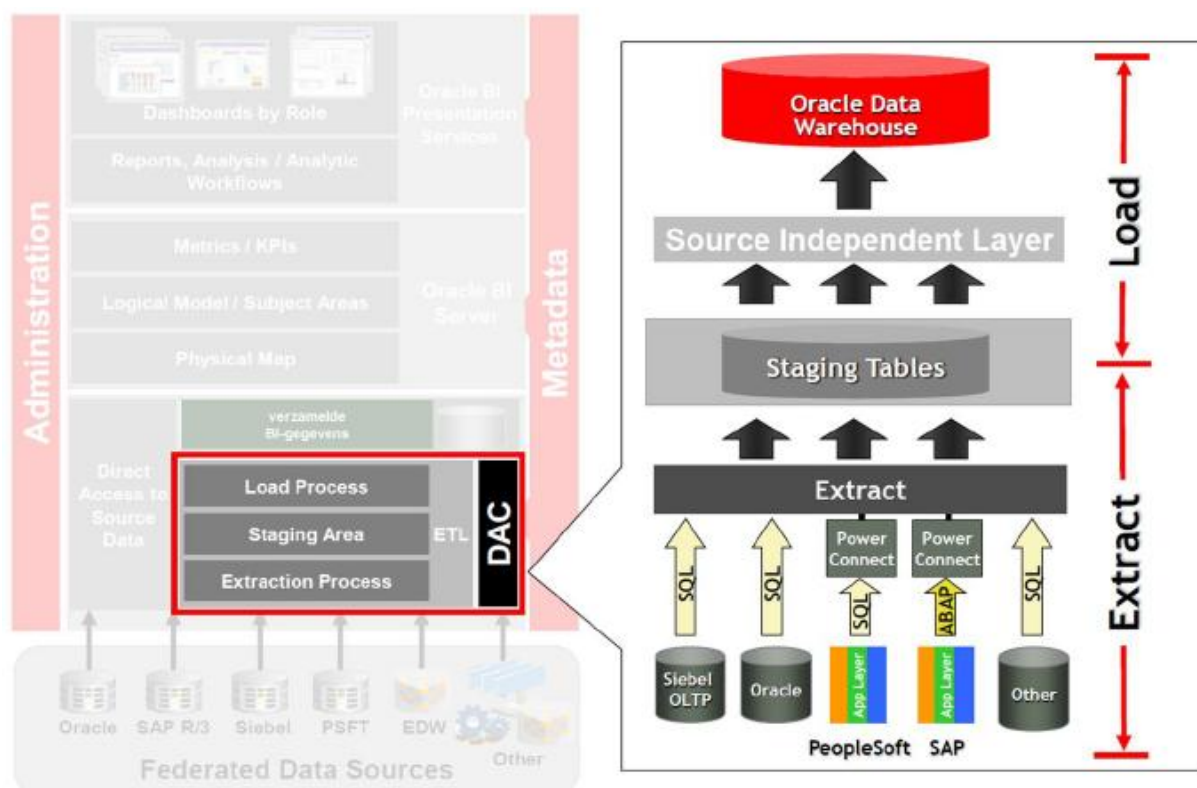 Administration
Dashboards by Role
Oracle BI
Presentation
Services
Reports, Analysis / Analytic
Workflows
Metrics / KPIs
Logical Model / Subject Areas
Physical Map
Oracle BI
Server
Metadata
verzamelde
BI-gegevens
Direct
Access to
Source
Data
Load Process
Staging Area
Extraction Process
ETL
DAC
Oracle
SAP R/3
Siebel
PSFT
EDW
Other
Federated Data Sources
Oracle Data
Warehouse
Source Independent Layer
Staging Tables
Extract
Power
Connect
Power
Connect
SQL
SQL
SQL
ABAP
SQL
Siebel
OLTP
Oracle
App Layer
App Layer
Other
PeopleSoft
SAP
Load
Extract